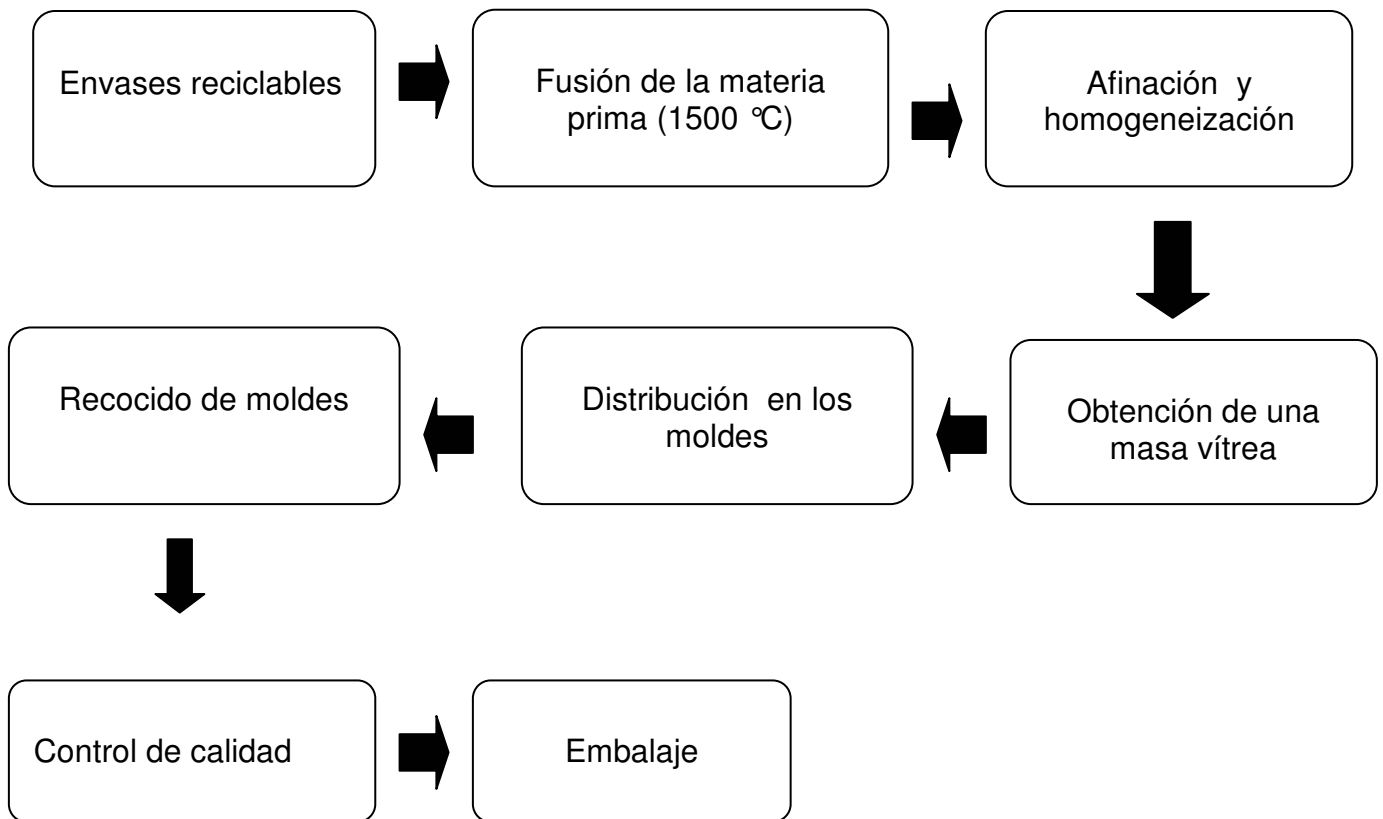 Envases reciclables
Fusión de la materia
prima (1500 °C)
Afinación y
homogeneización
Obtención de una
masa vítrea
Distribución en los
moldes
Recocido de moldes
Control de calidad
Embalaje